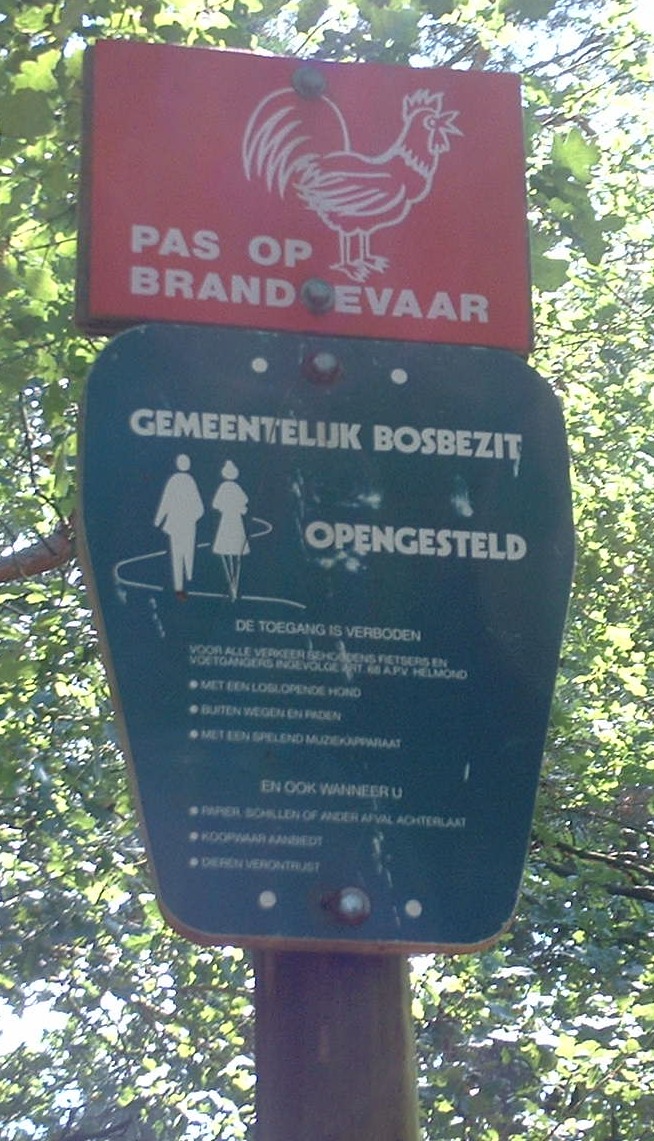 PAS OP
BRAND EVAAR
GEMEENTELIJK BOSBEZIT
OPENGESTELD
DE TOEGANG IS VERBODEN
VOOR ALLE VERKEER BEHOUDENS FIETSERS EN
VOETGANGERS INGEVOLGE ART. 68 A.P.V. HELMOND
● MET EEN LOSLOPENDE HOND
● BUITEN WEGEN EN PADEN
● MET EEN SPELEND MUZIEKAPPARAAT
EN OOK WANNEER U
● PAPIER, SCHILLEN OF ANDER AFVAL ACHTERLAAT
● KOOPWAAR AANBIEDT
● DIEREN VERONTRUST